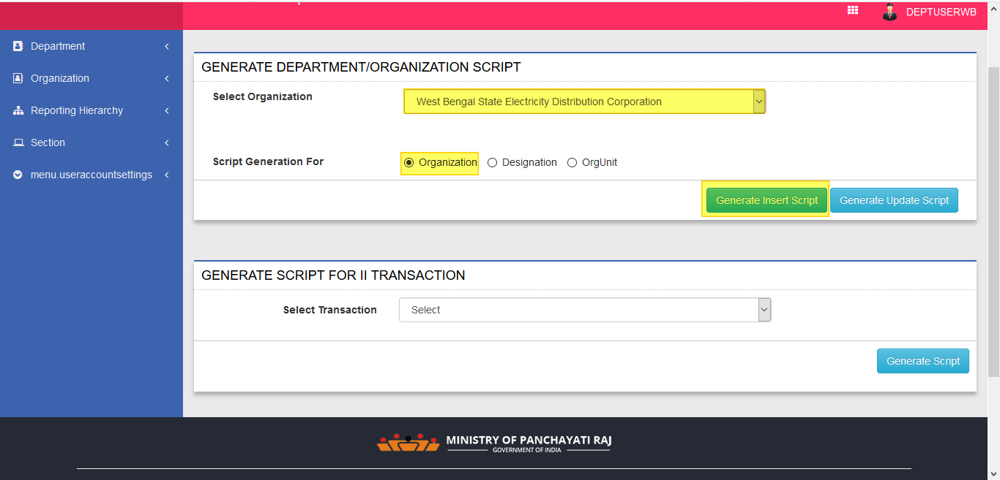 DEPTUSERWB
Department
Organization
Reporting Hierarchy
Section
menu.useraccountsettings
GENERATE DEPARTMENT/ORGANIZATION SCRIPT
Select Organization
West Bengal State Electricity Distribution Corporation
Script Generation For
Organization Designation OrgUnit
Generate Insert Script Generate Update Script
GENERATE SCRIPT FOR II TRANSACTION
Select Transaction
Select
Generate Script
MINISTRY OF PANCHAYATI RAJ
GOVERNMENT OF INDIA